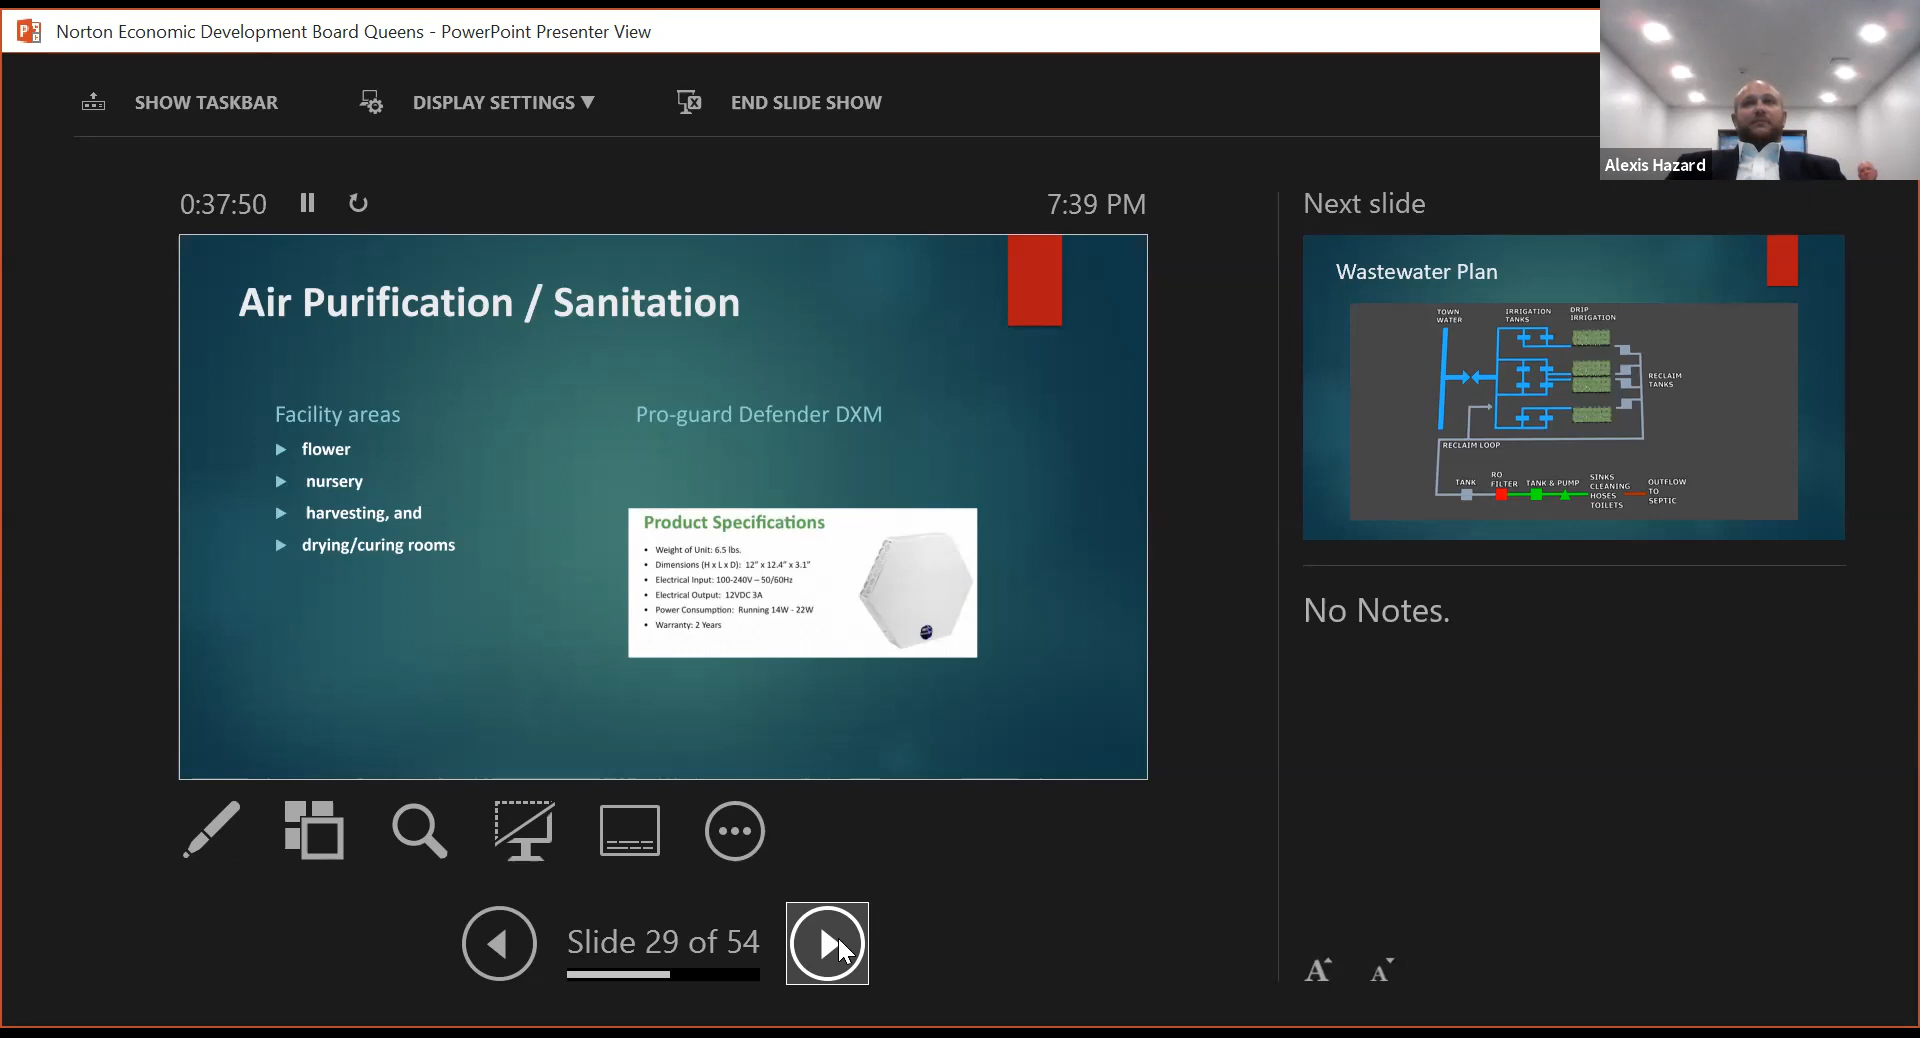 Norton Economic Development Board Queens - PowerPoint Presenter View
SHOW TASKBAR
DISPLAY SETTINGS ▼
END SLIDE SHOW
Alexis Hazard
0:37:50
7:39 PM
Air Purification / Sanitation
Facility areas
flower
nursery
harvesting, and
drying/curing rooms
Pro-guard Defender DXM
Product Specifications
• Weight of Unit: 6.5 lbs.
• Dimensions (H x L x D): 12” x 12.4” x 3.1”
• Electrical Input: 100-240V – 50/60Hz
• Electrical Output: 12VDC 3A
• Power Consumption: Running 14W - 22W
• Warranty: 2 Years
Slide 29 of 54
Next slide
Wastewater Plan
TOWN
WATER
IRRIGATION
TANKS
DRIP
IRRIGATION
RECLAIM
TANKS
RECLAIM LOOP
TANK
RO
FILTER
TANK & PUMP
SINKS
CLEANING
HOSES
TOILETS
OUTFLOW
TO
SEPTIC
No Notes.
A
A